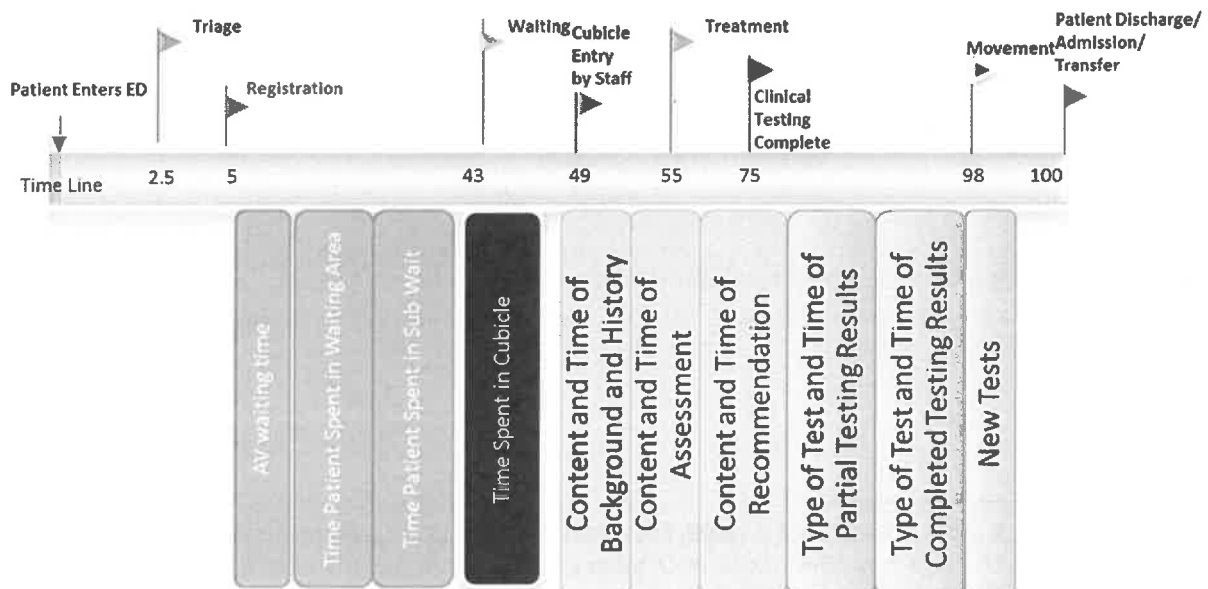 Patient Enters ED
Triage
Registration
Waiting
Cubicle
Entry
by Staff
Treatment
Clinical
Testing
Complete
Movement
Patient Discharge/
Admission/
Transfer
Time Line
2.5
5
43
49
55
75
98
100
AV waiting time
Time Patient Spent in Waiting Area
Time Patient Spent in Sub Wait
Time Spent in Cubicle
Content and Time of
Background and History
Content and Time of
Assessment
Content and Time of
Recommendation
Type of Test and Time of
Partial Testing Results
Type of Test and Time of
Completed Testing Results
New Tests